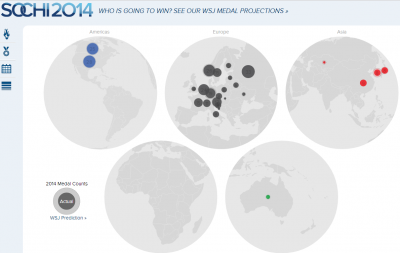 SOCHI2014
WHO IS GOING TO WIN? SEE OUR WSJ MEDAL PROJECTIONS »
Americas
Europe
Asia
2014 Medal Counts
Actual
WSJ Prediction »